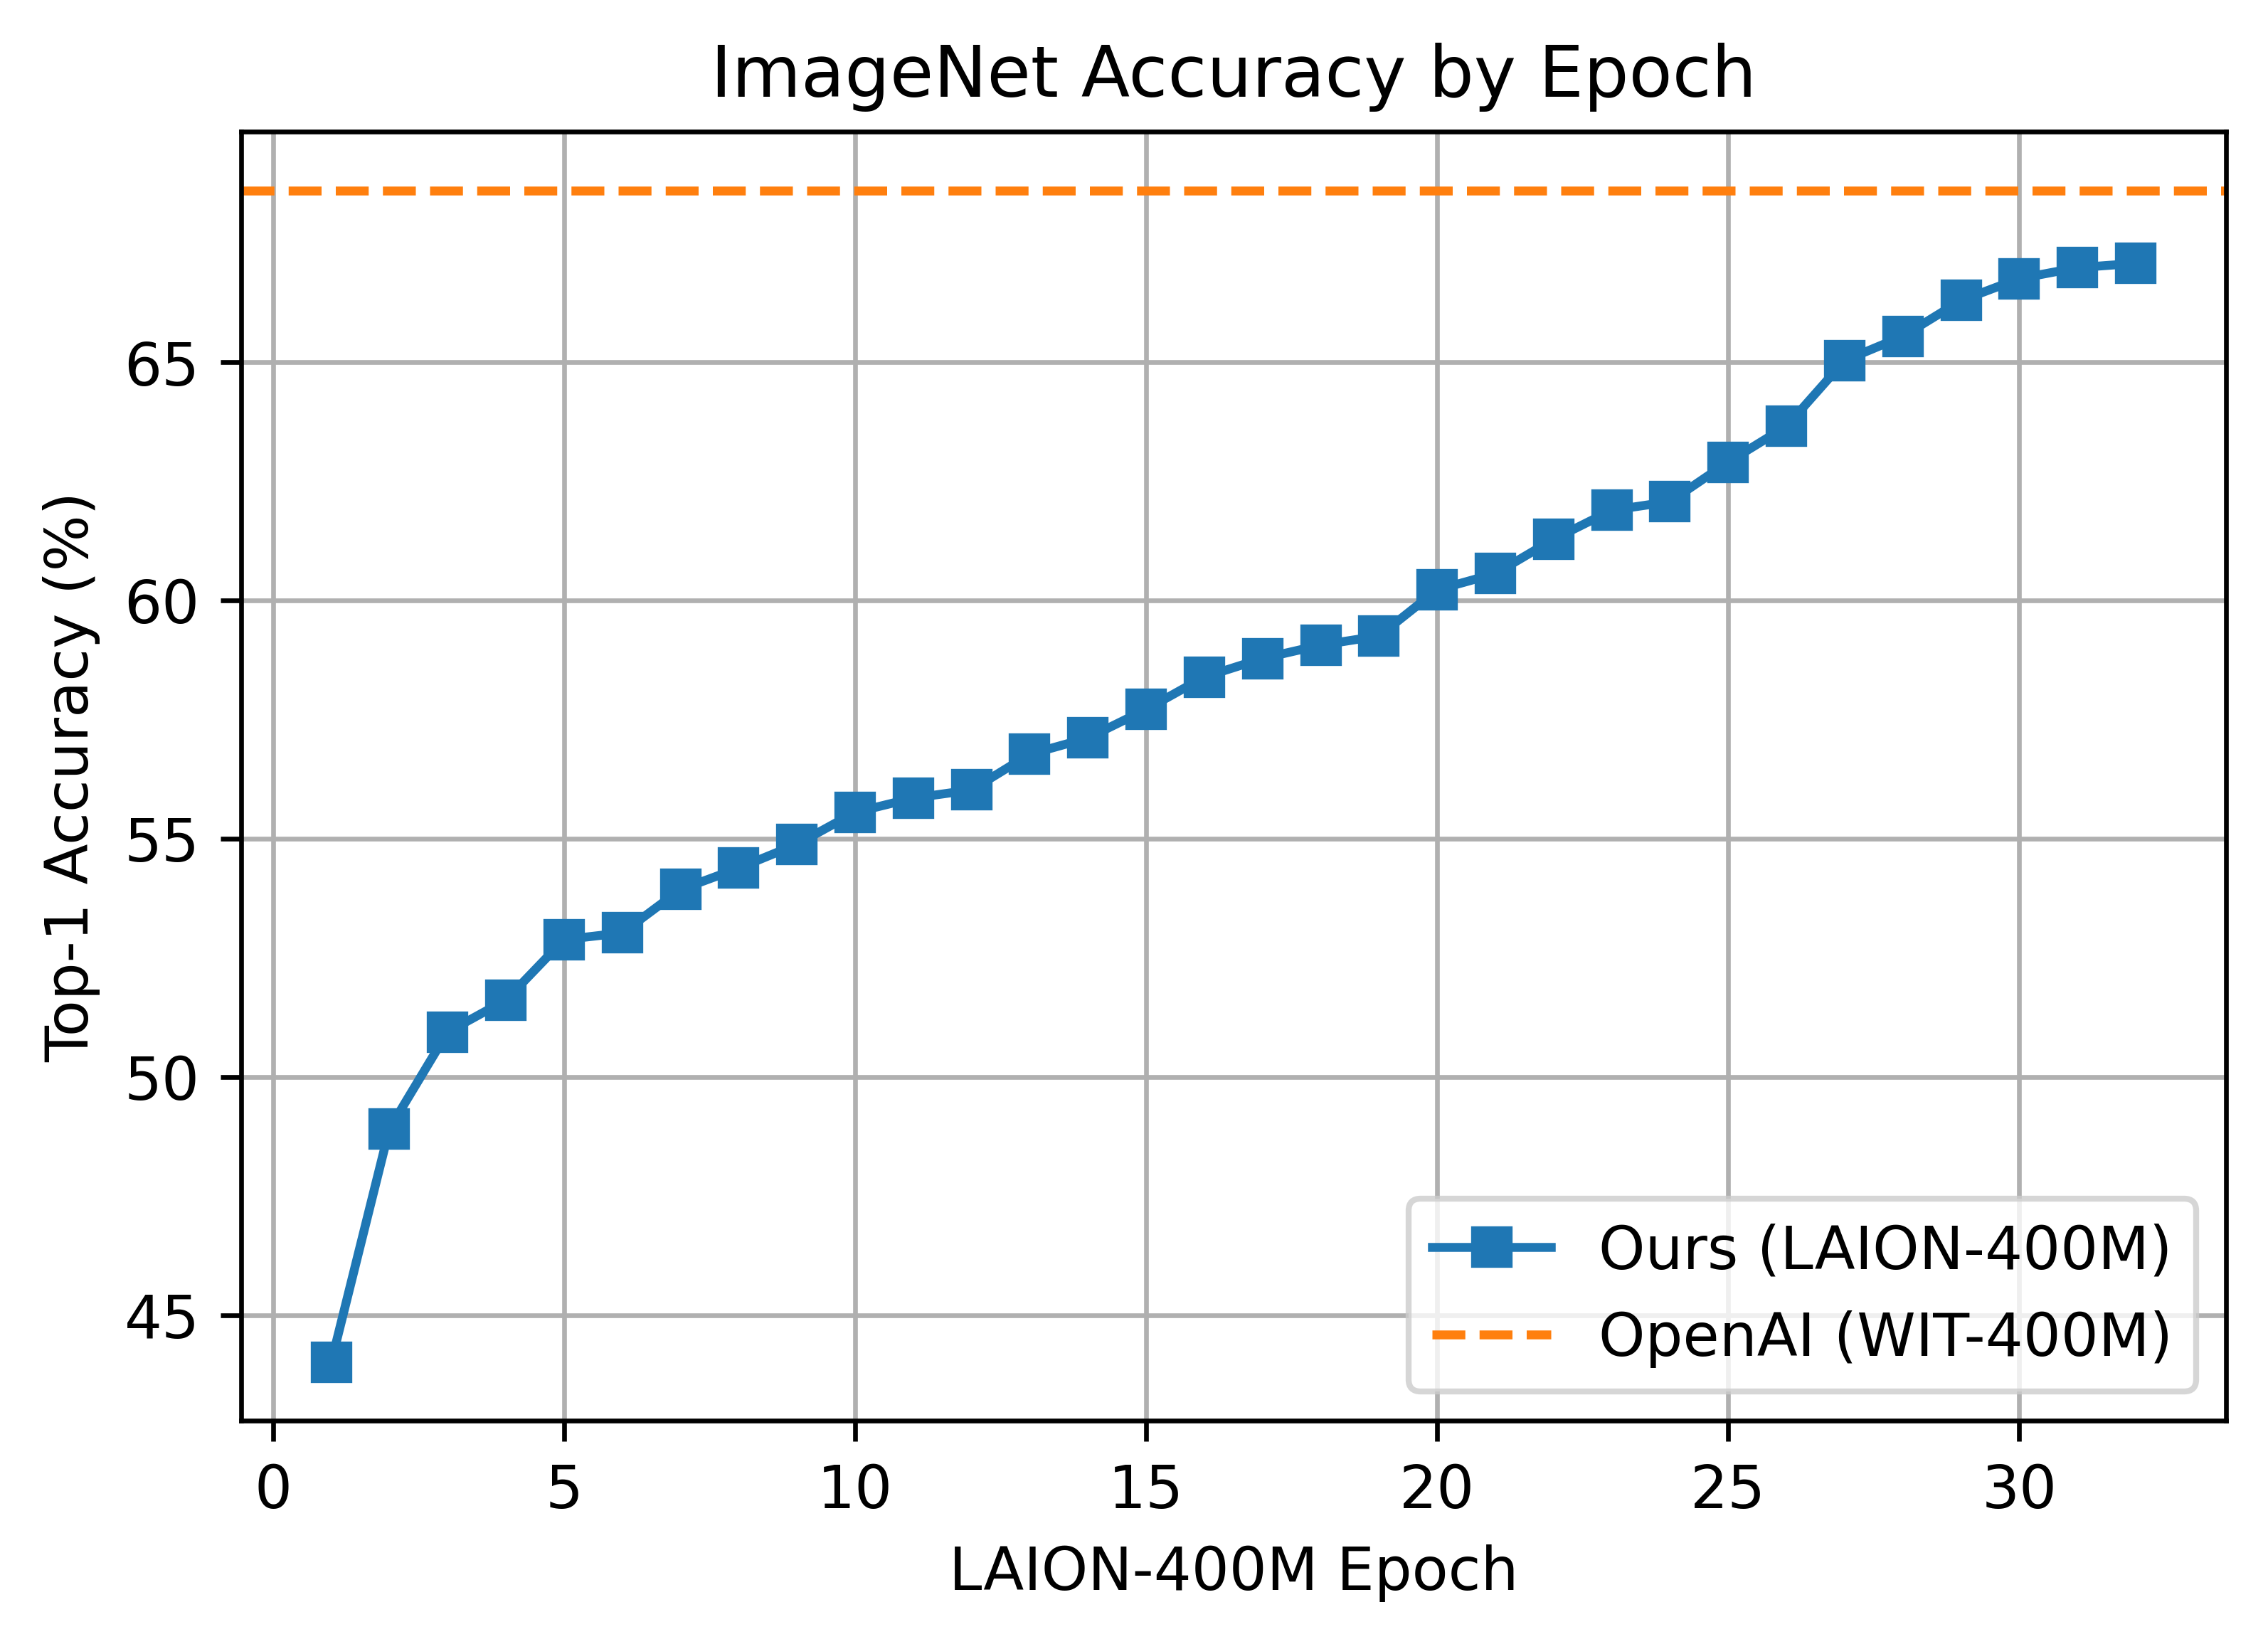 ImageNet Accuracy by Epoch
Top-1 Accuracy (%)
65
60
55
50
45
Ours (LAION-400M)
OpenAI (WIT-400M)
0 5 10 15 20 25 30
LAION-400M Epoch